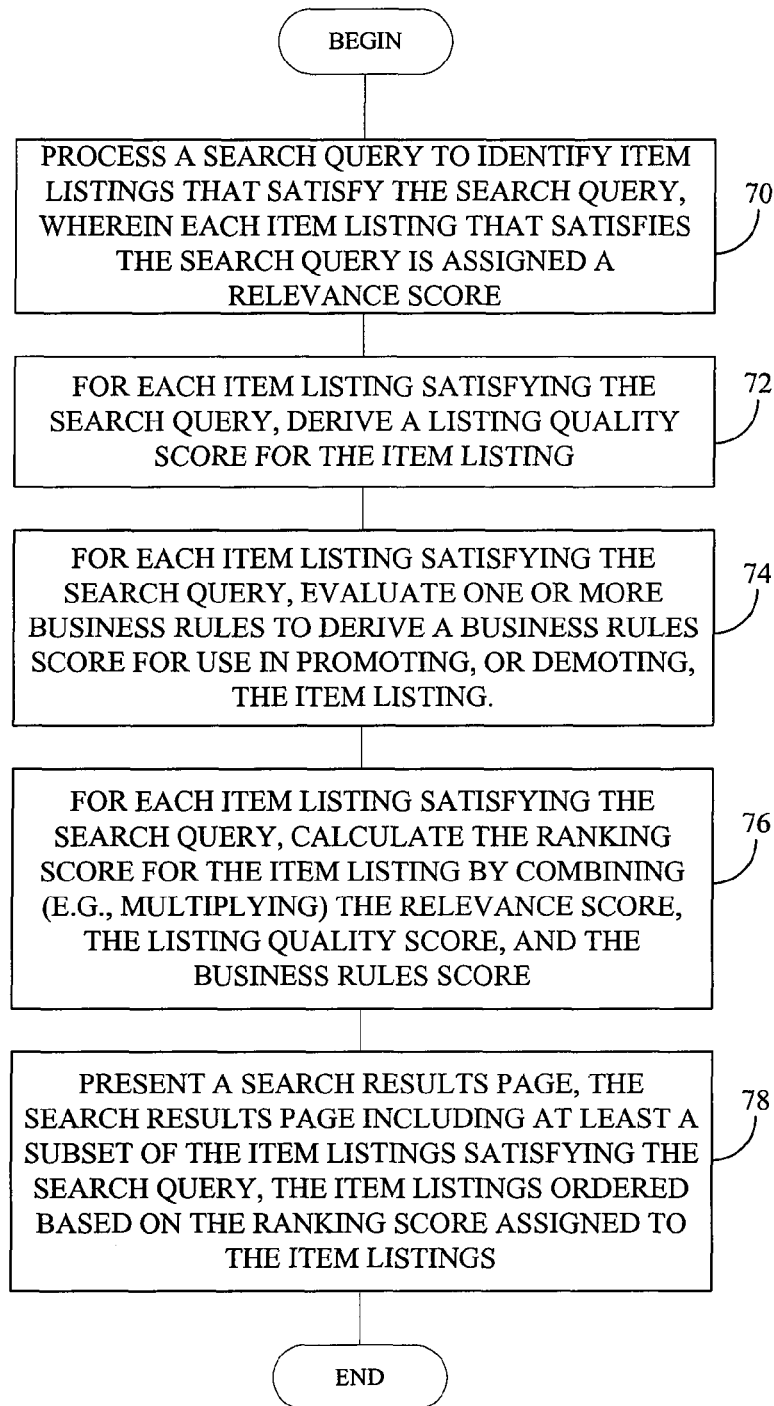 BEGIN
PROCESS A SEARCH QUERY TO IDENTIFY ITEM
LISTINGS THAT SATISFY THE SEARCH QUERY,
WHEREIN EACH ITEM LISTING THAT SATISFIES
THE SEARCH QUERY IS ASSIGNED A
RELEVANCE SCORE
70
FOR EACH ITEM LISTING SATISFYING THE
SEARCH QUERY, DERIVE A LISTING QUALITY
SCORE FOR THE ITEM LISTING
72
FOR EACH ITEM LISTING SATISFYING THE
SEARCH QUERY, EVALUATE ONE OR MORE
BUSINESS RULES TO DERIVE A BUSINESS RULES
SCORE FOR USE IN PROMOTING, OR DEMOTING,
THE ITEM LISTING.
74
FOR EACH ITEM LISTING SATISFYING THE
SEARCH QUERY, CALCULATE THE RANKING
SCORE FOR THE ITEM LISTING BY COMBINING
(E.G., MULTIPLYING) THE RELEVANCE SCORE,
THE LISTING QUALITY SCORE, AND THE
BUSINESS RULES SCORE
76
PRESENT A SEARCH RESULTS PAGE, THE
SEARCH RESULTS PAGE INCLUDING AT LEAST A
SUBSET OF THE ITEM LISTINGS SATISFYING THE
SEARCH QUERY, THE ITEM LISTINGS ORDERED
BASED ON THE RANKING SCORE ASSIGNED TO
THE ITEM LISTINGS
78
END